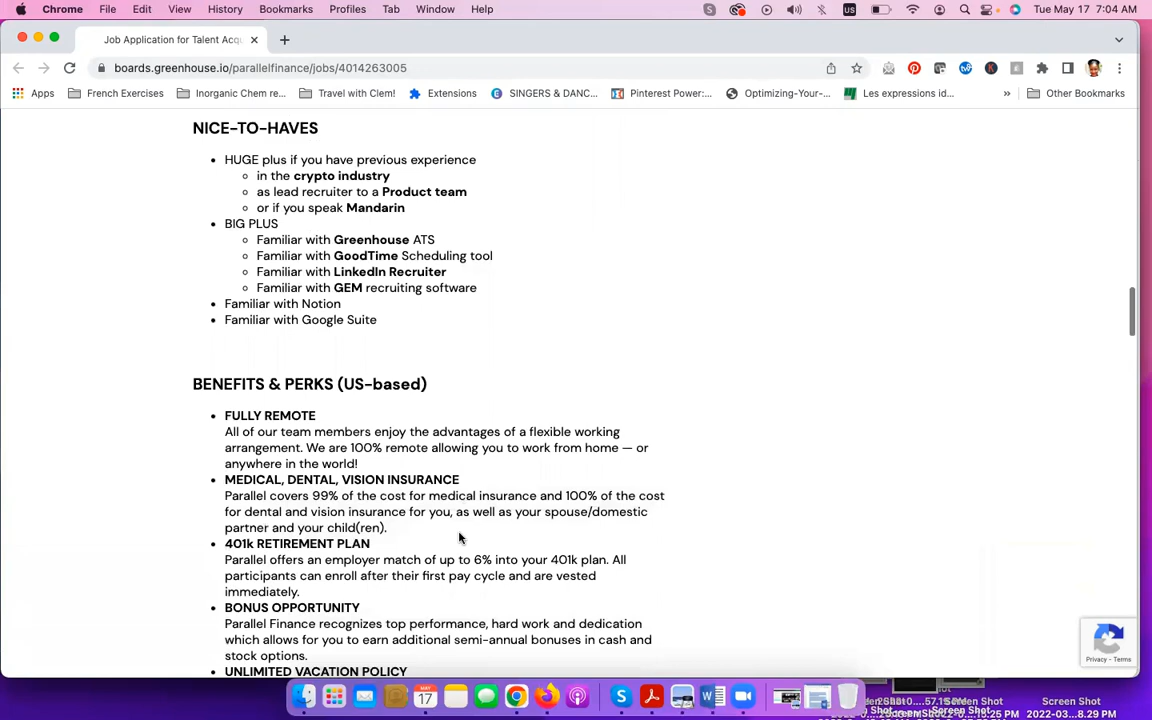 Chrome File Edit View History Bookmarks Profiles Tab Window Help US Tue May 17 7:04 AM
Job Application for Talent Acqu
boards.greenhouse.io/parallelfinance/jobs/4014263005
Apps French Exercises Inorganic Chem re... Travel with Clem! Extensions SINGERS & DANC... Pinterest Power:... Optimizing-Your-... Les expressions id... » Other Bookmarks
NICE-TO-HAVES
• HUGE plus if you have previous experience
in the crypto industry
as lead recruiter to a Product team
or if you speak Mandarin
• BIG PLUS
Familiar with Greenhouse ATS
Familiar with GoodTime Scheduling tool
Familiar with LinkedIn Recruiter
Familiar with GEM recruiting software
• Familiar with Notion
• Familiar with Google Suite
BENEFITS & PERKS (US-based)
• FULLY REMOTE
All of our team members enjoy the advantages of a flexible working
arrangement. We are 100% remote allowing you to work from home — or
anywhere in the world!
• MEDICAL, DENTAL, VISION INSURANCE
Parallel covers 99% of the cost for medical insurance and 100% of the cost
for dental and vision insurance for you, as well as your spouse/domestic
partner and your child(ren).
• 401k RETIREMENT PLAN
Parallel offers an employer match of up to 6% into your 401k plan. All
participants can enroll after their first pay cycle and are vested
immediately.
• BONUS OPPORTUNITY
Parallel Finance recognizes top performance, hard work and dedication
which allows for you to earn additional semi-annual bonuses in cash and
stock options.
• UNLIMITED VACATION POLICY
Privacy - Terms
MAY
17
Screen Shot
Screen Shot
2022-03...8.29 PM